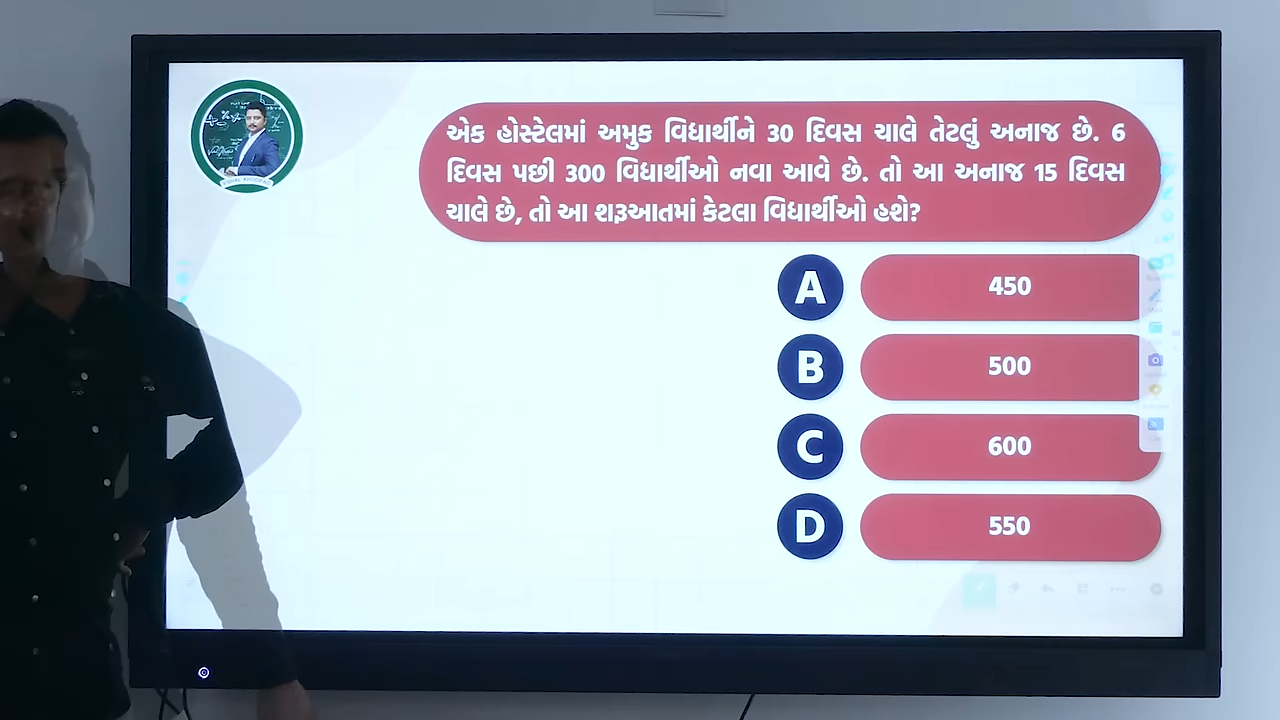 એક હોસ્ટેલમાં અમુક વિદ્યાર્થીને 30 દિવસ ચાલે તેટલું અનાજ છે. 6
દિવસ પછી 300 વિદ્યાર્થીઓ નવા આવે છે. તો આ અનાજ 15 દિવસ
ચાલે છે, તો આ શરૂઆતમાં કેટલા વિદ્યાર્થીઓ હશે?
A 450
B 500
C 600
D 550